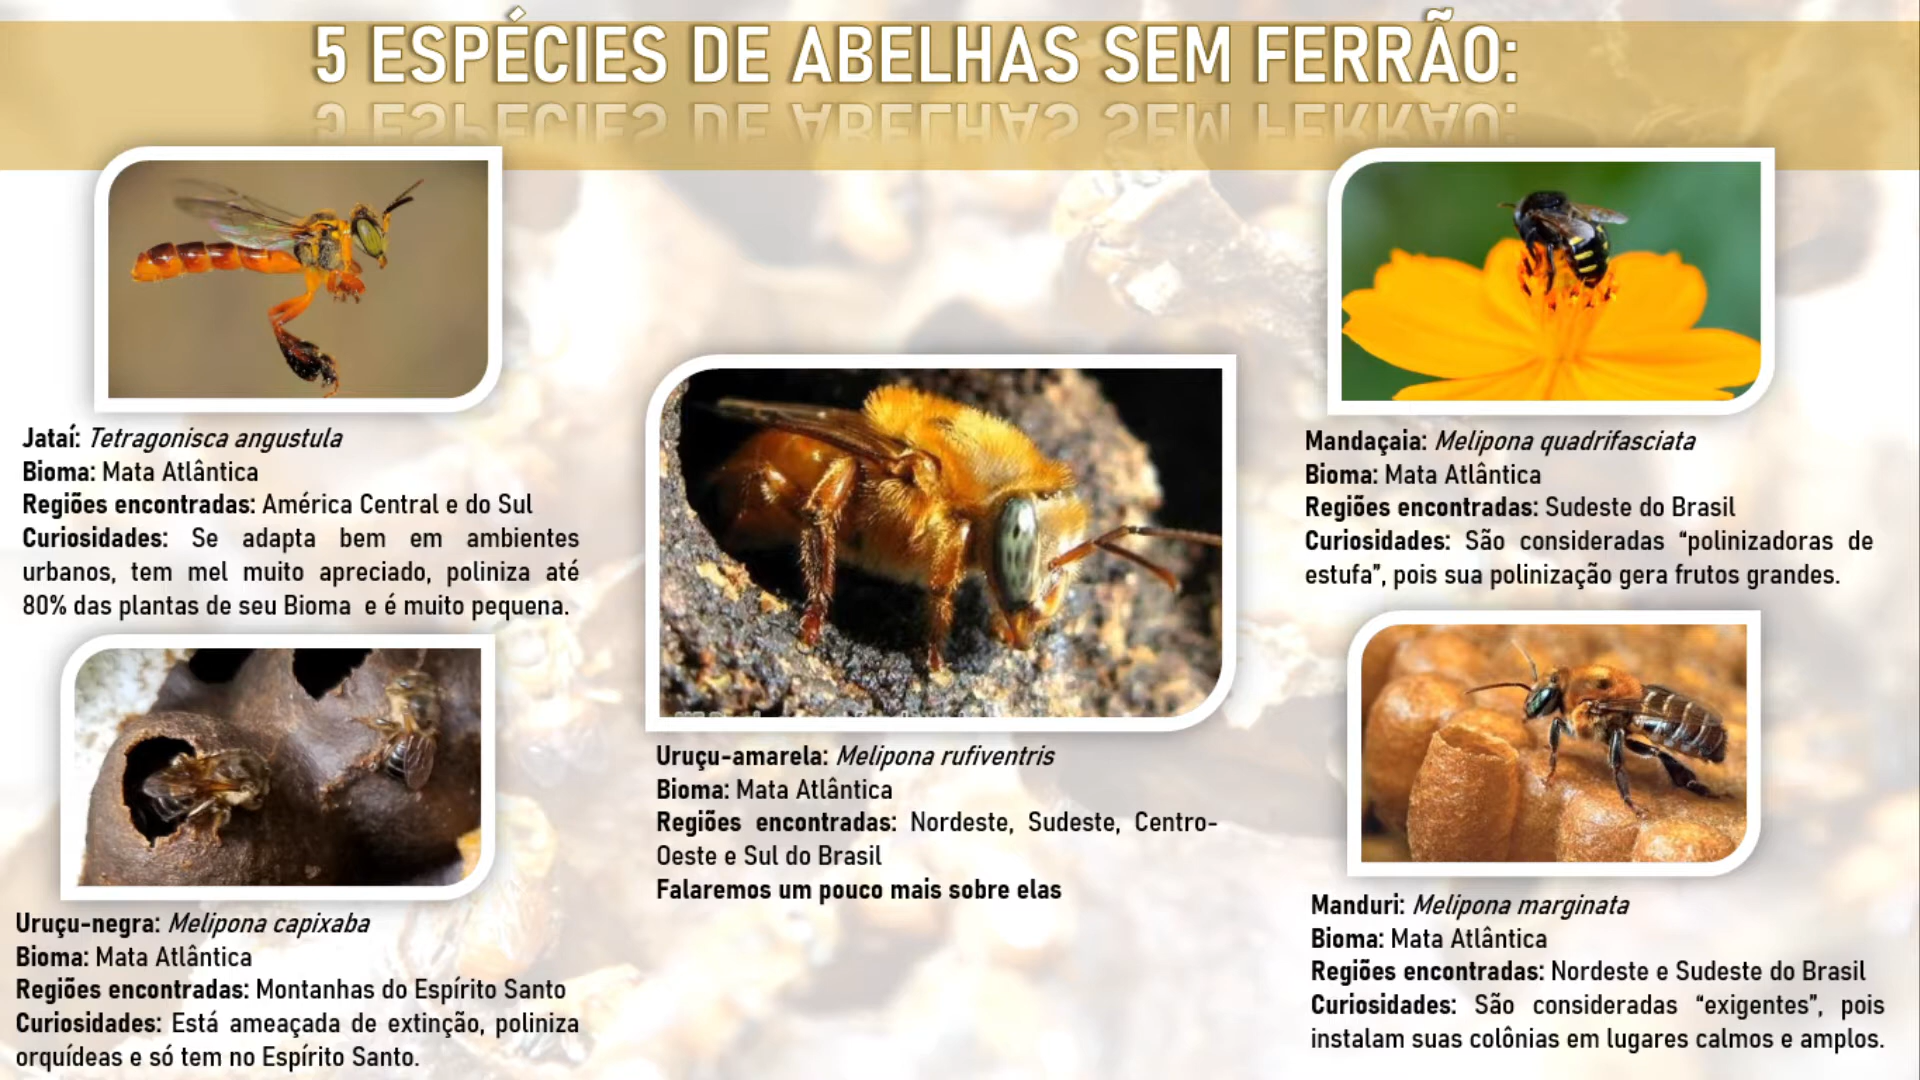 5 ESPÉCIES DE ABELHAS SEM FERRÃO:
Jataí: Tetragonisca angustula
Bioma: Mata Atlântica
Regiões encontradas: América Central e do Sul
Curiosidades: Se adapta bem em ambientes
urbanos, tem mel muito apreciado, poliniza até
80% das plantas de seu Bioma e é muito pequena.
Uruçu-negra: Melipona capixaba
Bioma: Mata Atlântica
Regiões encontradas: Montanhas do Espírito Santo
Curiosidades: Está ameaçada de extinção, poliniza
orquídeas e só tem no Espírito Santo.
Uruçu-amarela: Melipona rufiventris
Bioma: Mata Atlântica
Regiões encontradas: Nordeste, Sudeste, Centro-
Oeste e Sul do Brasil
Falaremos um pouco mais sobre elas
Mandaçaia: Melipona quadrifasciata
Bioma: Mata Atlântica
Regiões encontradas: Sudeste do Brasil
Curiosidades: São consideradas “polinizadoras de
estufa”, pois sua polinização gera frutos grandes.
Manduri: Melipona marginata
Bioma: Mata Atlântica
Regiões encontradas: Nordeste e Sudeste do Brasil
Curiosidades: São consideradas “exigentes”, pois
instalam suas colônias em lugares calmos e amplos.